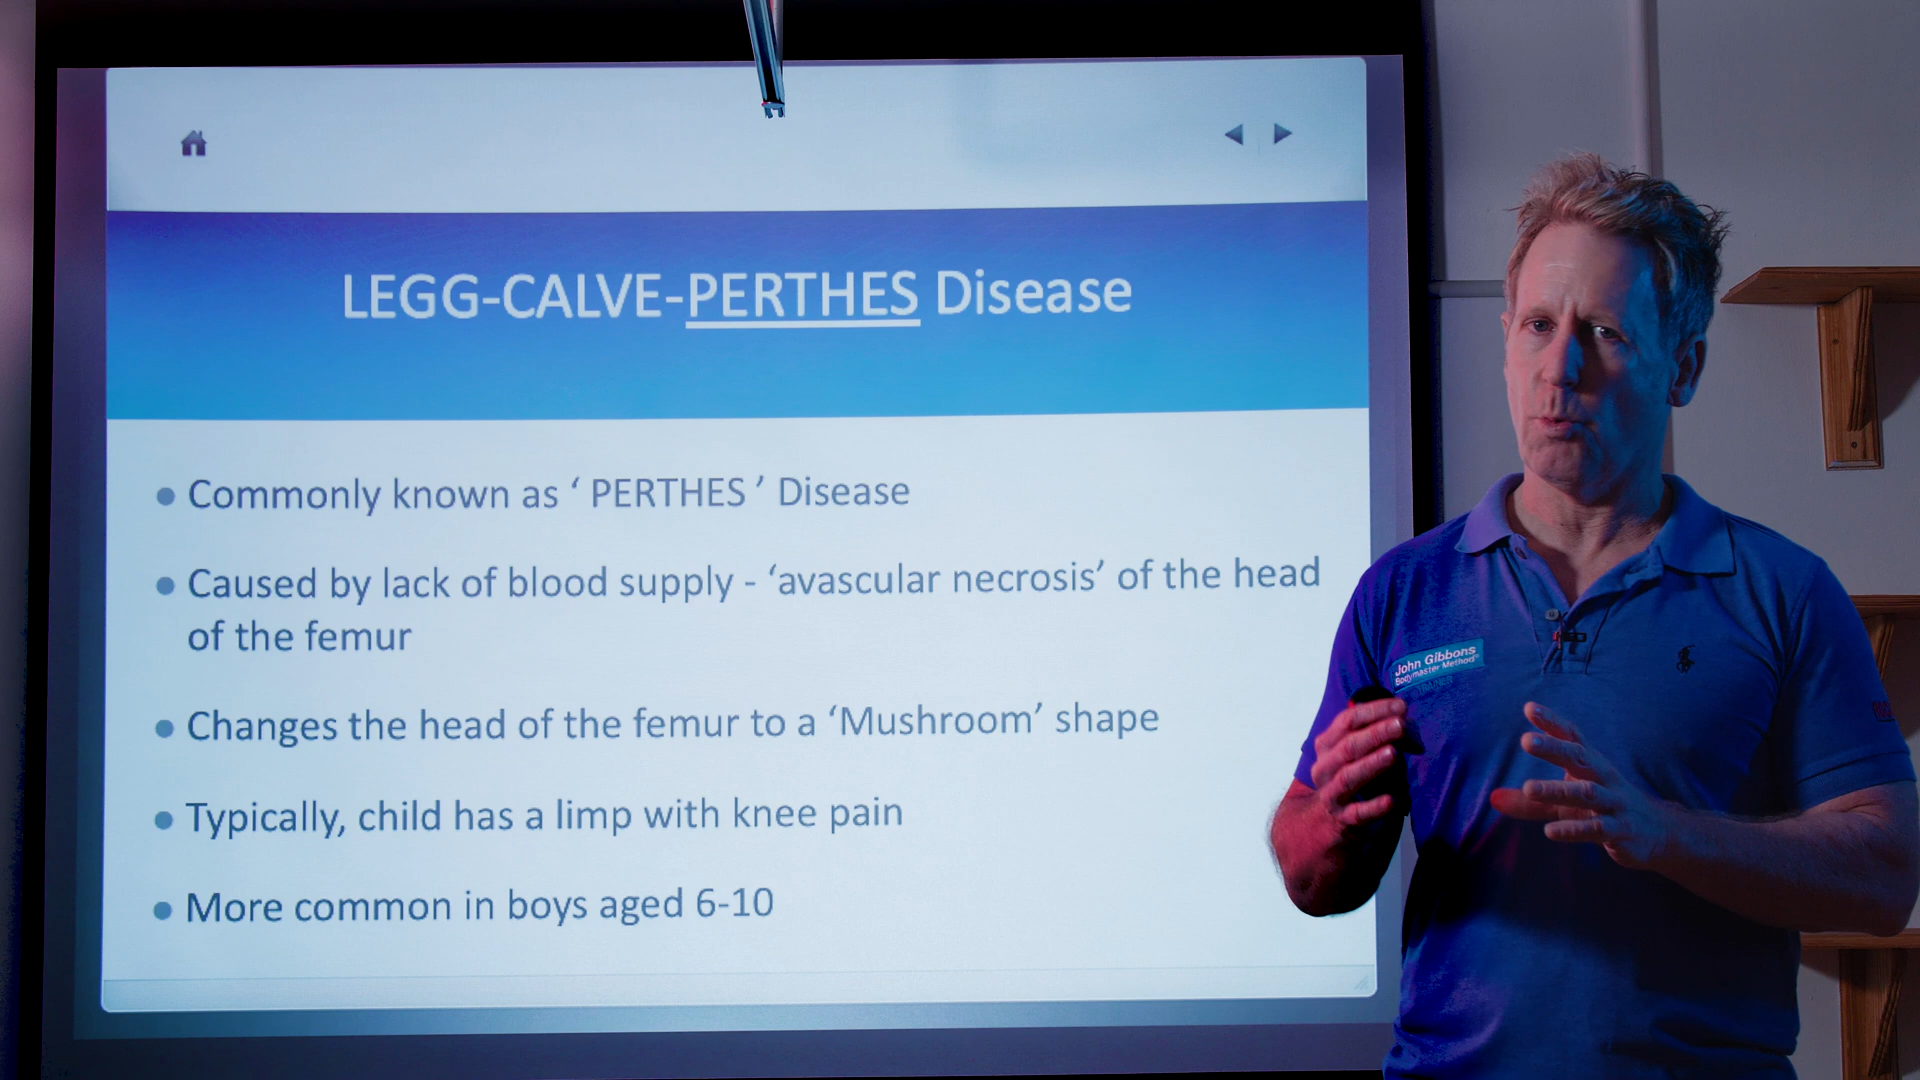 LEGG-CALVE-PERTHES Disease
• Commonly known as ‘ PERTHES ’ Disease
• Caused by lack of blood supply - ‘avascular necrosis’ of the head
of the femur
• Changes the head of the femur to a ‘Mushroom’ shape
• Typically, child has a limp with knee pain
• More common in boys aged 6-10
John Gibbons
Bodymaster Method™
TRAINER